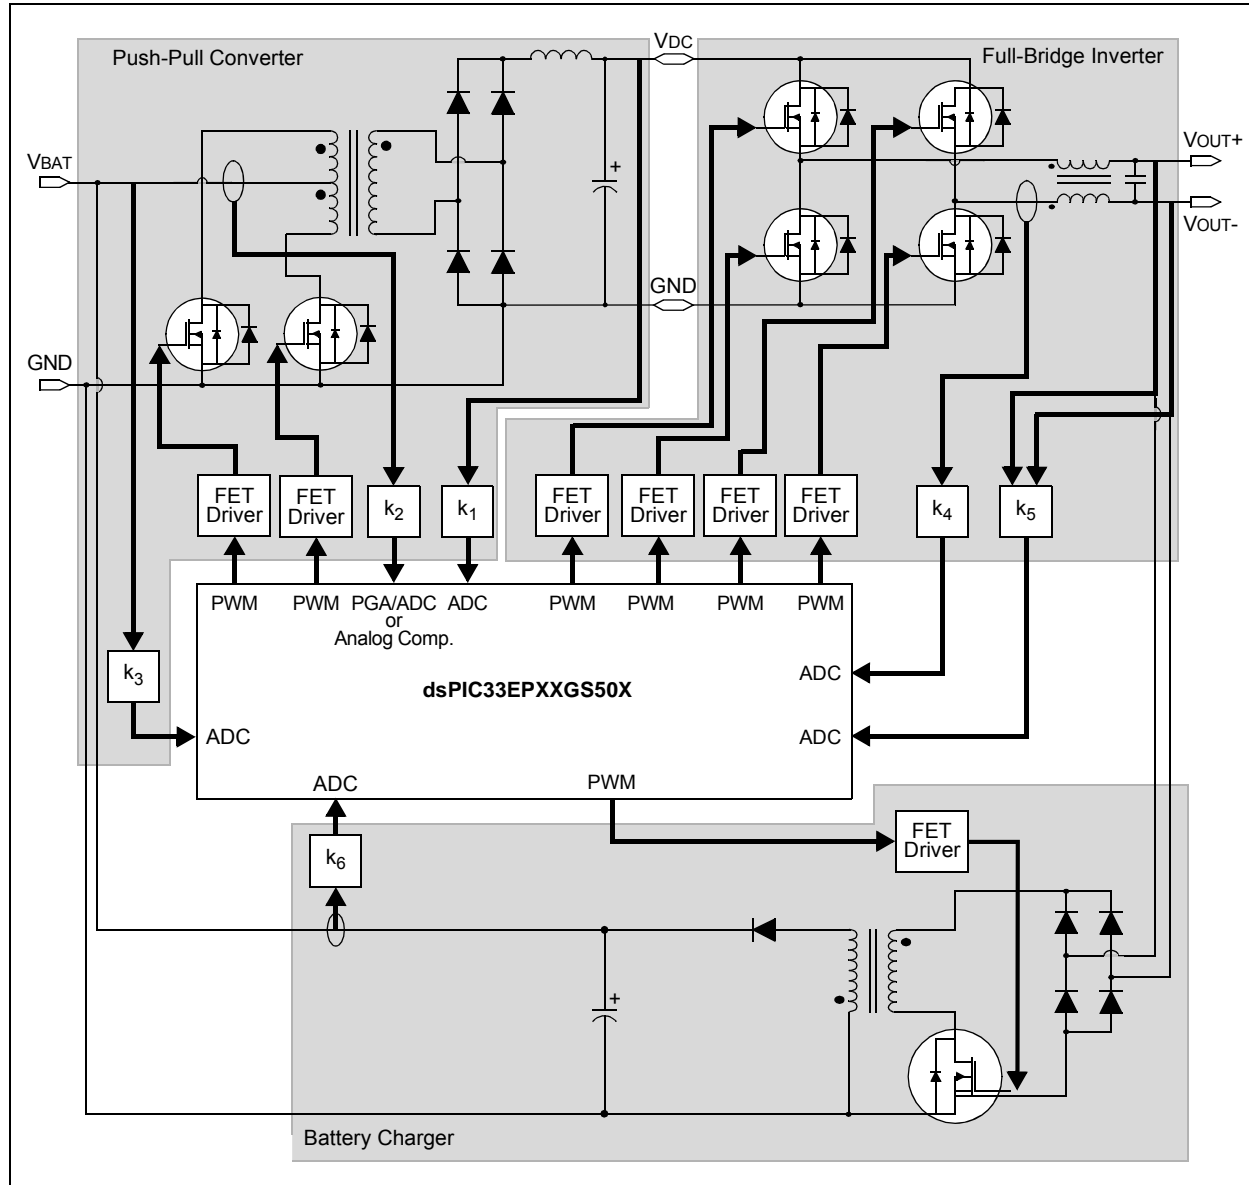 Push-Pull Converter
VDC
Full-Bridge Inverter
VOUT+
VBAT
+
VOUT-
GND
GND
FET
Driver
FET
Driver
k2
k1
FET
Driver
FET
Driver
FET
Driver
FET
Driver
k4
k5
PWM
PWM
PGA/ADC
or
Analog Comp.
ADC
PWM
PWM
PWM
PWM
k3
ADC
dsPIC33EPXXGS50X
ADC
ADC
ADC
PWM
FET
Driver
k6
+
Battery Charger